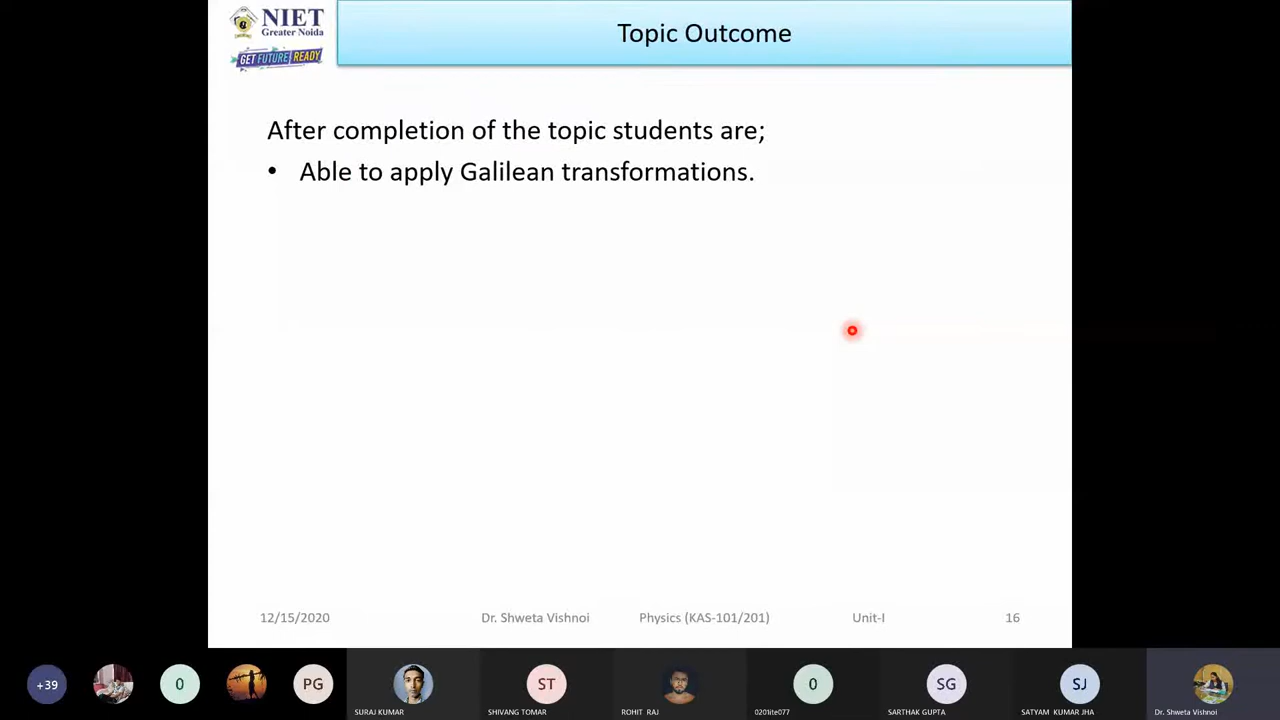 NIET
Greater Noida
GET FUTURE READY
Topic Outcome
After completion of the topic students are;
• Able to apply Galilean transformations.
12/15/2020 Dr. Shweta Vishnoi Physics (KAS-101/201) Unit-I 16
+39 0 PG ST 0 SG SJ
SURAJ KUMAR SHIVANG TOMAR ROHIT RAJ 0201ite077 SARTHAK GUPTA SATYAM KUMAR JHA Dr. Shweta Vishnoi